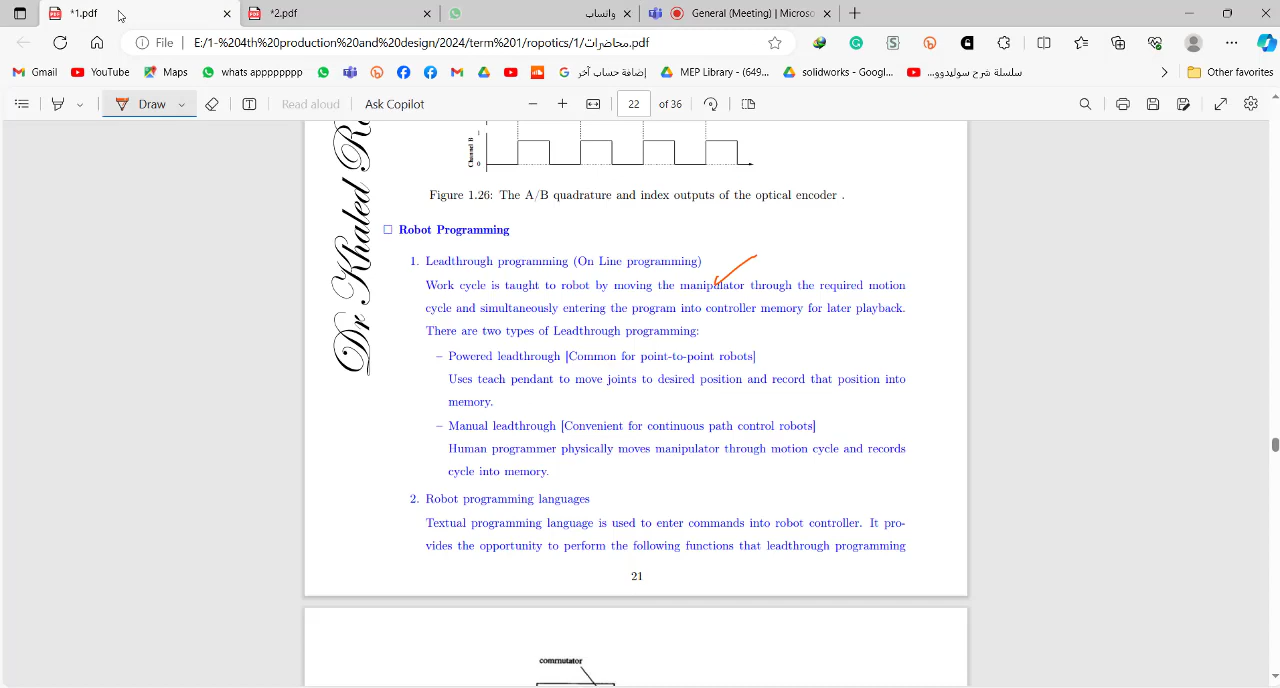 *1.pdf
*2.pdf
واتساب
General (Meeting) | Microso
File
E:/1-%204th%20production%20and%20design/2024/term%201/ropotics/محاضرات/1.pdf
Gmail
YouTube
Maps
whats apppppppp
إضافة حساب آخر
MEP Library - (649...
solidworks - Googl...
سلسلة شرح سوليدوو...
Other favorites
Draw
Read aloud
Ask Copilot
22 of 36
Channel B
1
0
Figure 1.26: The A/B quadrature and index outputs of the optical encoder .
Dr Khaled
Robot Programming
1. Leadthrough programming (On Line programming)
Work cycle is taught to robot by moving the manipulator through the required motion
cycle and simultaneously entering the program into controller memory for later playback.
There are two types of Leadthrough programming:
– Powered leadthrough [Common for point-to-point robots]
Uses teach pendant to move joints to desired position and record that position into
memory.
– Manual leadthrough [Convenient for continuous path control robots]
Human programmer physically moves manipulator through motion cycle and records
cycle into memory.
2. Robot programming languages
Textual programming language is used to enter commands into robot controller. It pro-
vides the opportunity to perform the following functions that leadthrough programming
21
commutator